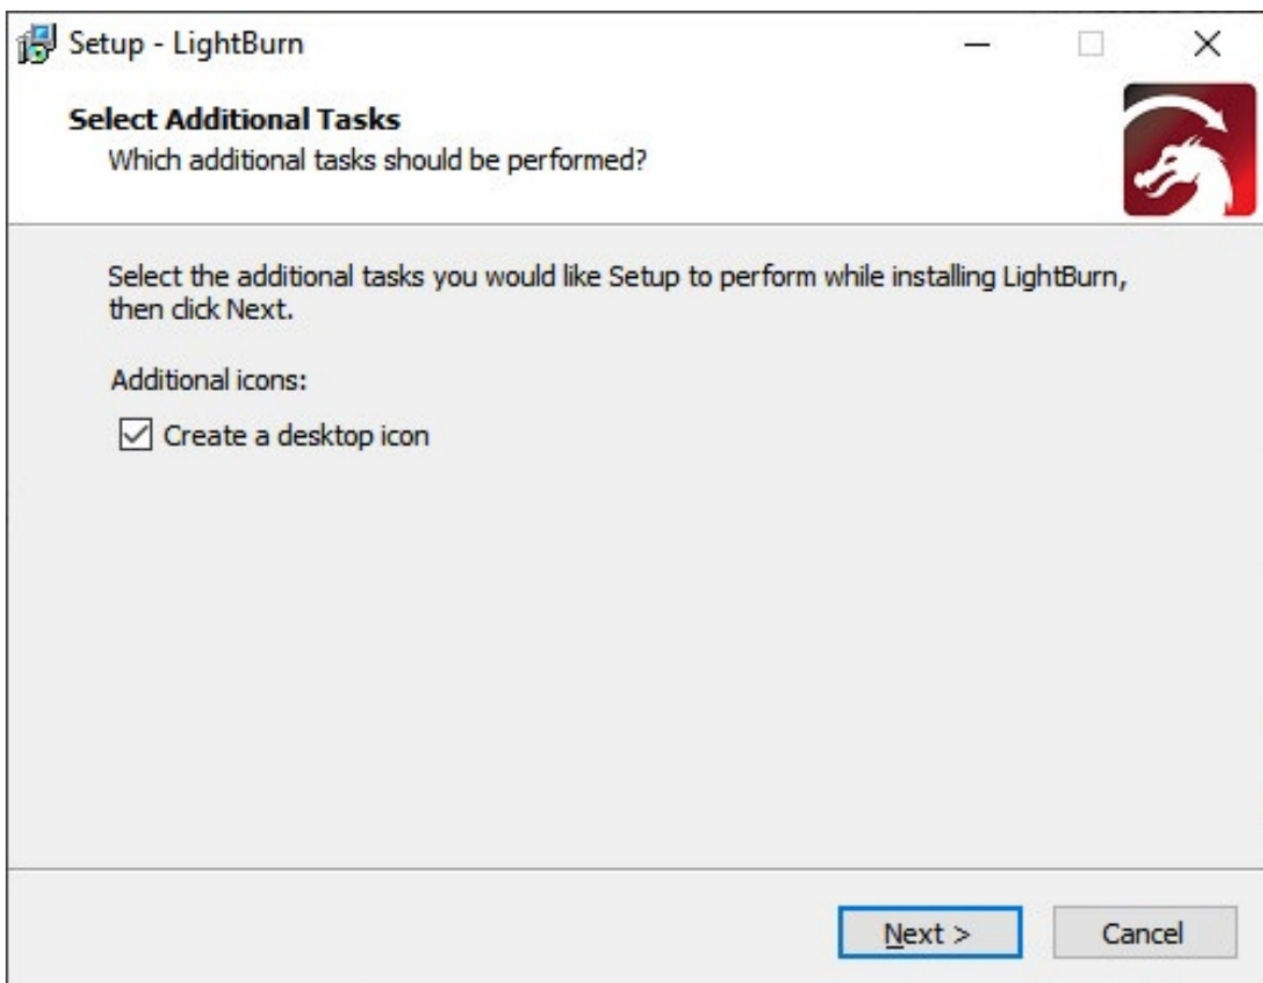 Setup - LightBurn
Select Additional Tasks
Which additional tasks should be performed?
Select the additional tasks you would like Setup to perform while installing LightBurn,
then click Next.
Additional icons:
Create a desktop icon
Next >
Cancel